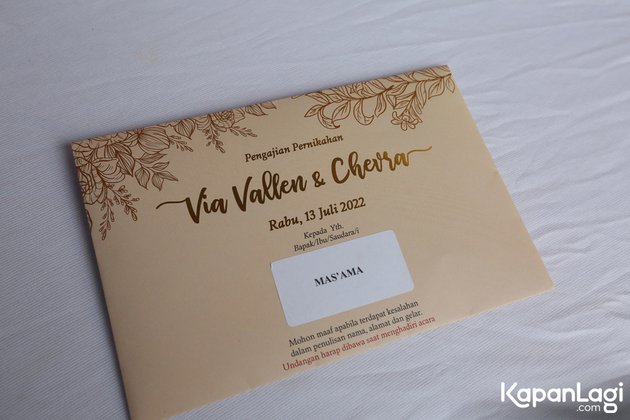 Pengajian Pernikahan
Via Vallen & Chevra
Rabu, 13 Juli 2022
Kepada Yth.
Bapak/Ibu/Saudara/i
MAS'AMA
Mohon maaf apabila terdapat kesalahan
dalam penulisan nama, alamat dan gelar.
Undangan harap dibawa saat menghadiri acara
KapanLagi
.com